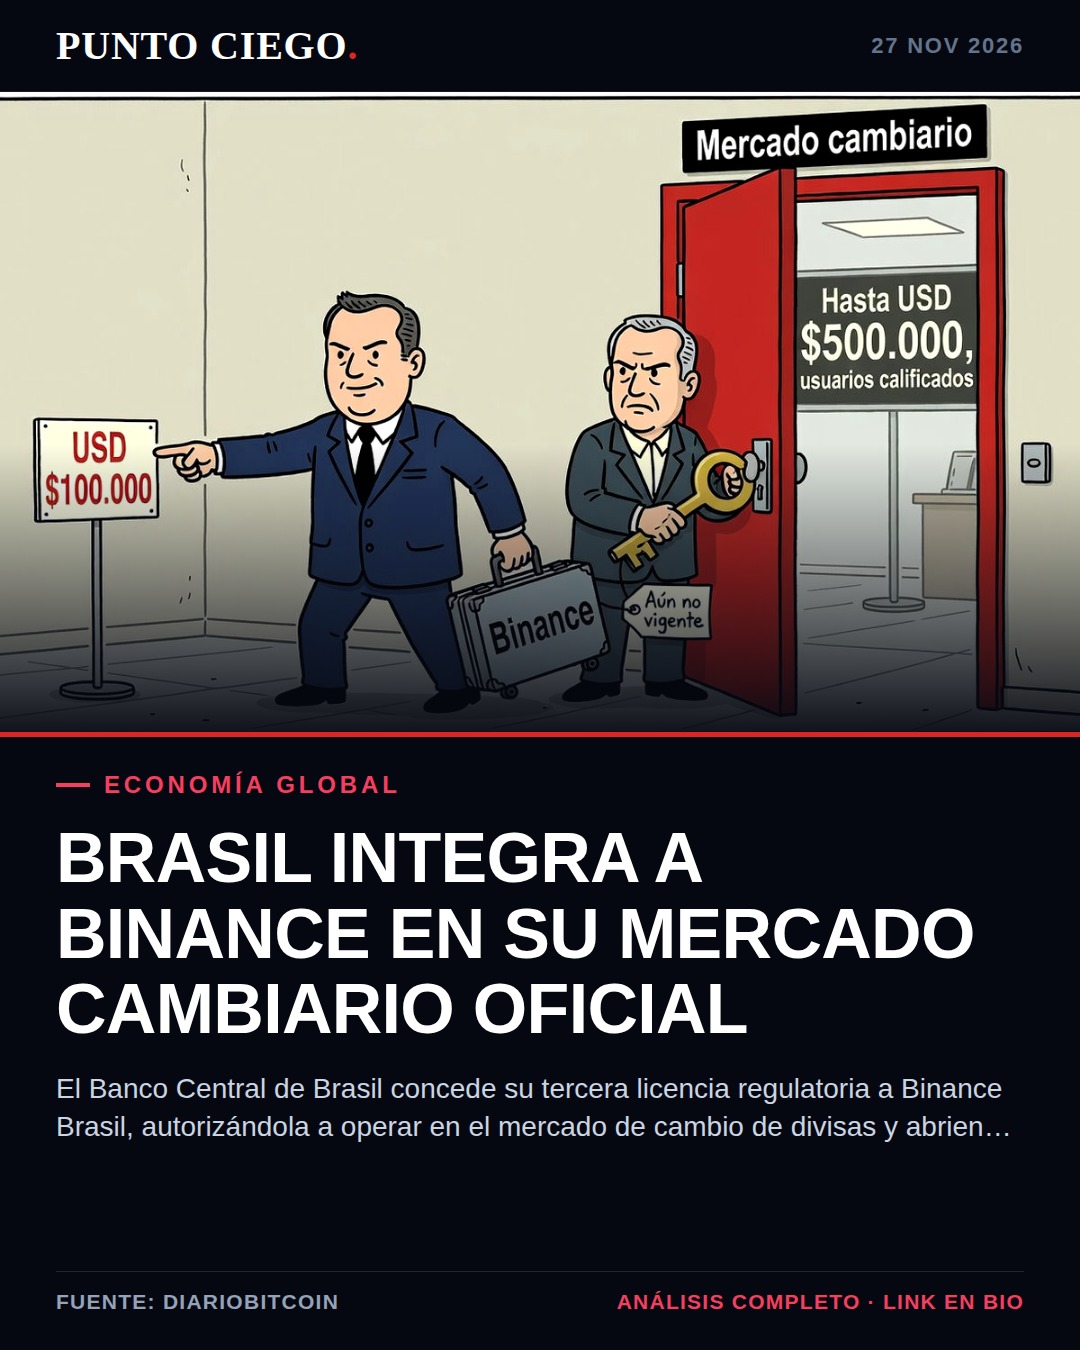 PUNTO CIEGO.
27 NOV 2026
Mercado cambiario
Hasta USD
$500.000,
usuarios calificados
USD
$100.000
Binance
Aún no
vigente
ECONOMÍA GLOBAL
BRASIL INTEGRA A
BINANCE EN SU MERCADO
CAMBIARIO OFICIAL
El Banco Central de Brasil concede su tercera licencia regulatoria a Binance
Brasil, autorizándola a operar en el mercado de cambio de divisas y abrien…
FUENTE: DIARIOBITCOIN
ANÁLISIS COMPLETO · LINK EN BIO